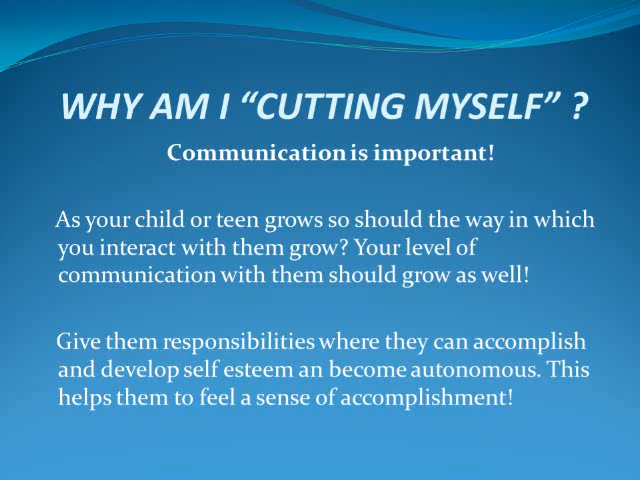 WHY AM I “CUTTING MYSELF” ?
Communication is important!
As your child or teen grows so should the way in which
you interact with them grow? Your level of
communication with them should grow as well!
Give them responsibilities where they can accomplish
and develop self esteem an become autonomous. This
helps them to feel a sense of accomplishment!